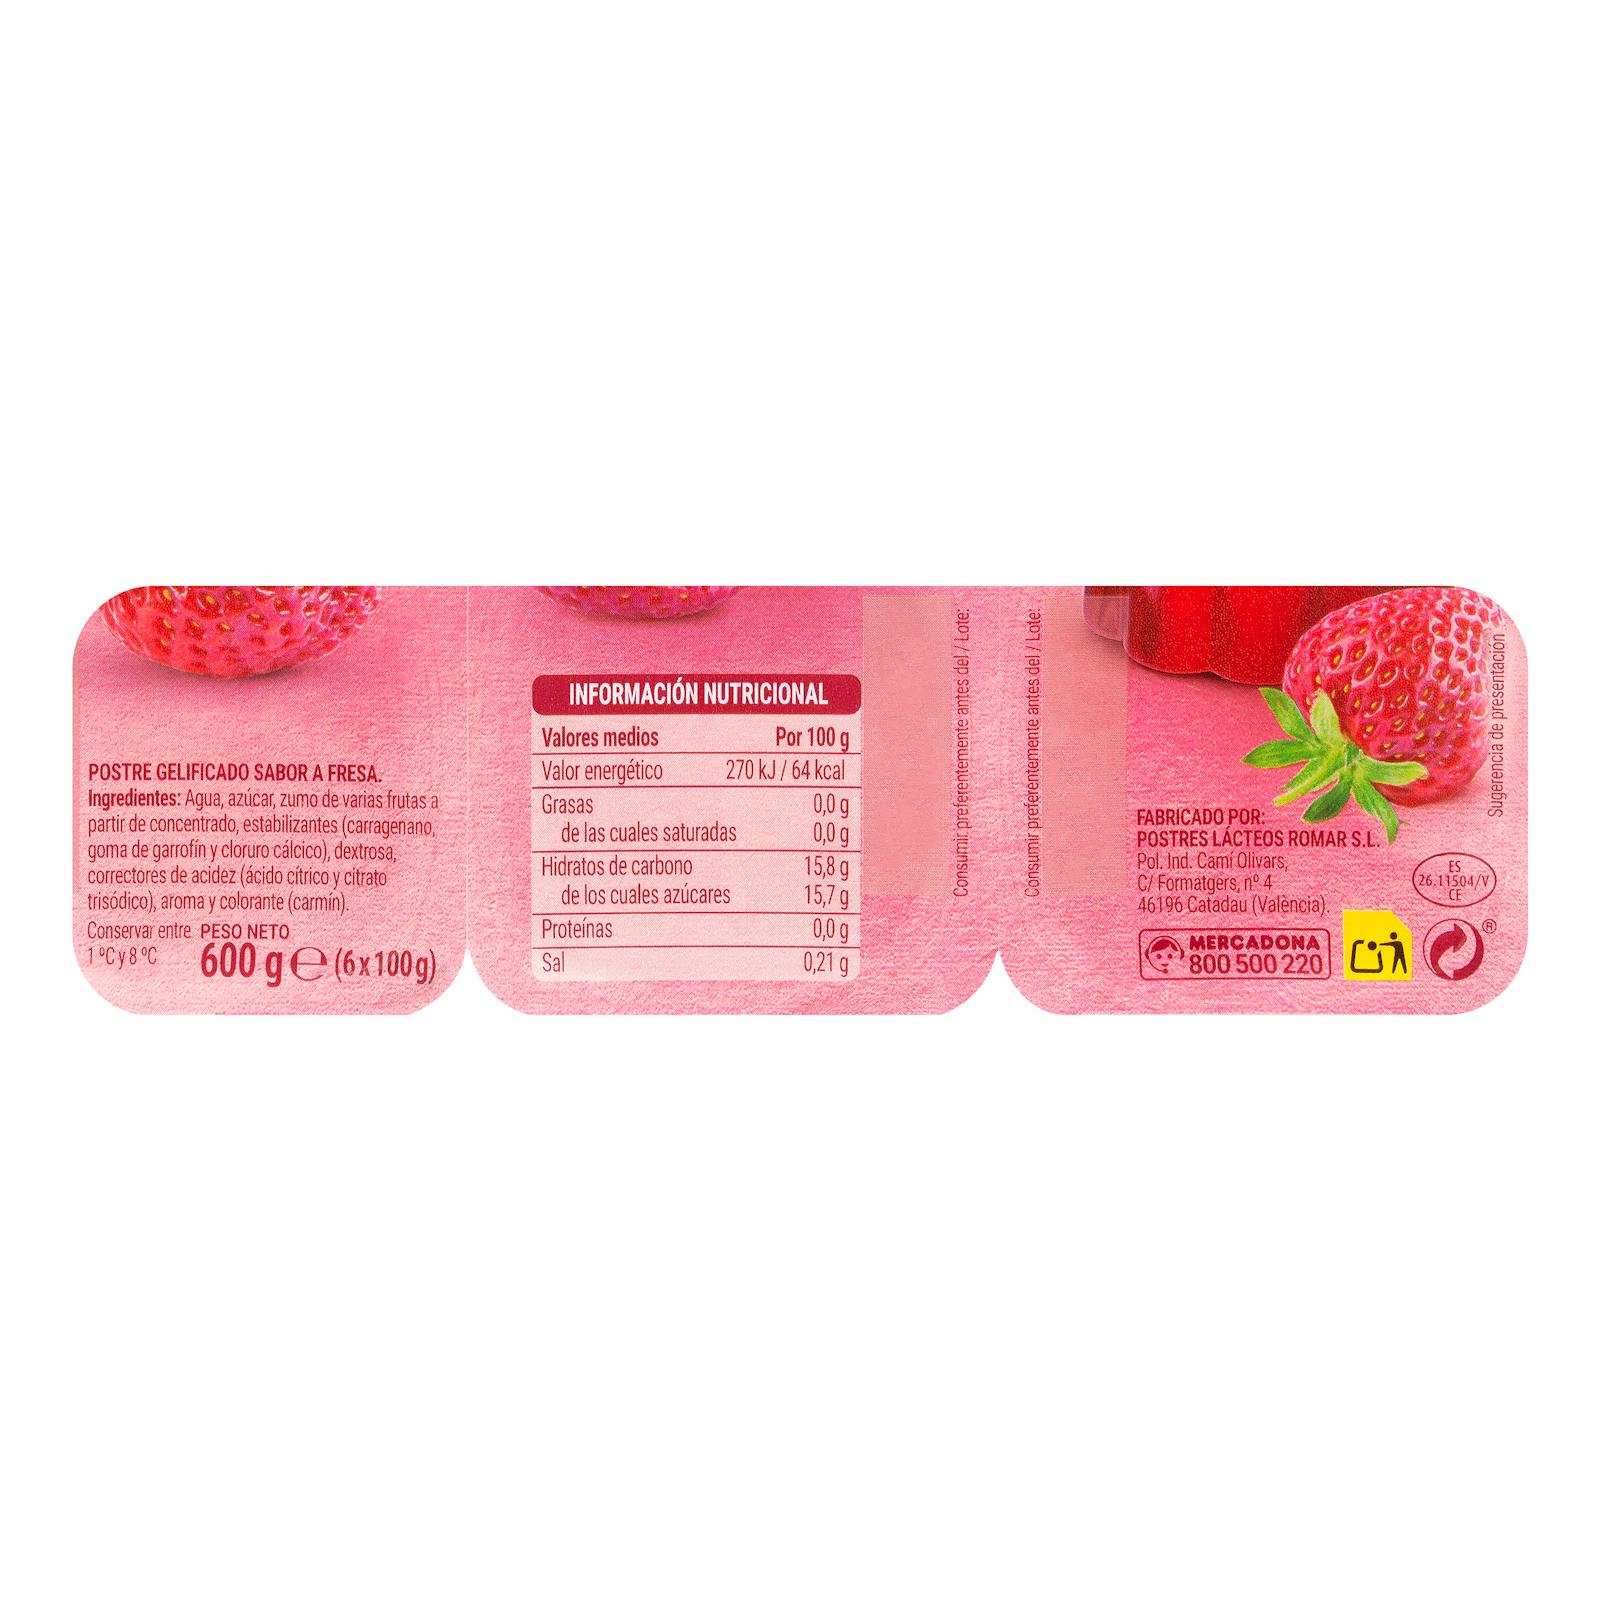 POSTRE GELIFICADO SABOR A FRESA.
Ingredientes: Agua, azúcar, zumo de varias frutas a
partir de concentrado, estabilizantes (carragenano,
goma de garrofín y cloruro cálcico), dextrosa,
correctores de acidez (ácido cítrico y citrato
trisódico), aroma y colorante (carmín).
Conservar entre
1 ºC y 8 ºC
PESO NETO
600 g ℮ (6 x 100 g)
INFORMACIÓN NUTRICIONAL
Valores medios Por 100 g
Valor energético 270 kJ / 64 kcal
Grasas 0,0 g
de las cuales saturadas 0,0 g
Hidratos de carbono 15,8 g
de los cuales azúcares 15,7 g
Proteínas 0,0 g
Sal 0,21 g
Consumir preferentemente antes del / Lote:
Consumir preferentemente antes del / Lote:
Sugerencia de presentación
FABRICADO POR:
POSTRES LÁCTEOS ROMAR S.L.
Pol. Ind. Camí Olivars,
C/ Formatgers, nº 4
46196 Catadau (València).
MERCADONA
800 500 220
ES
26.11504/V
CE
®